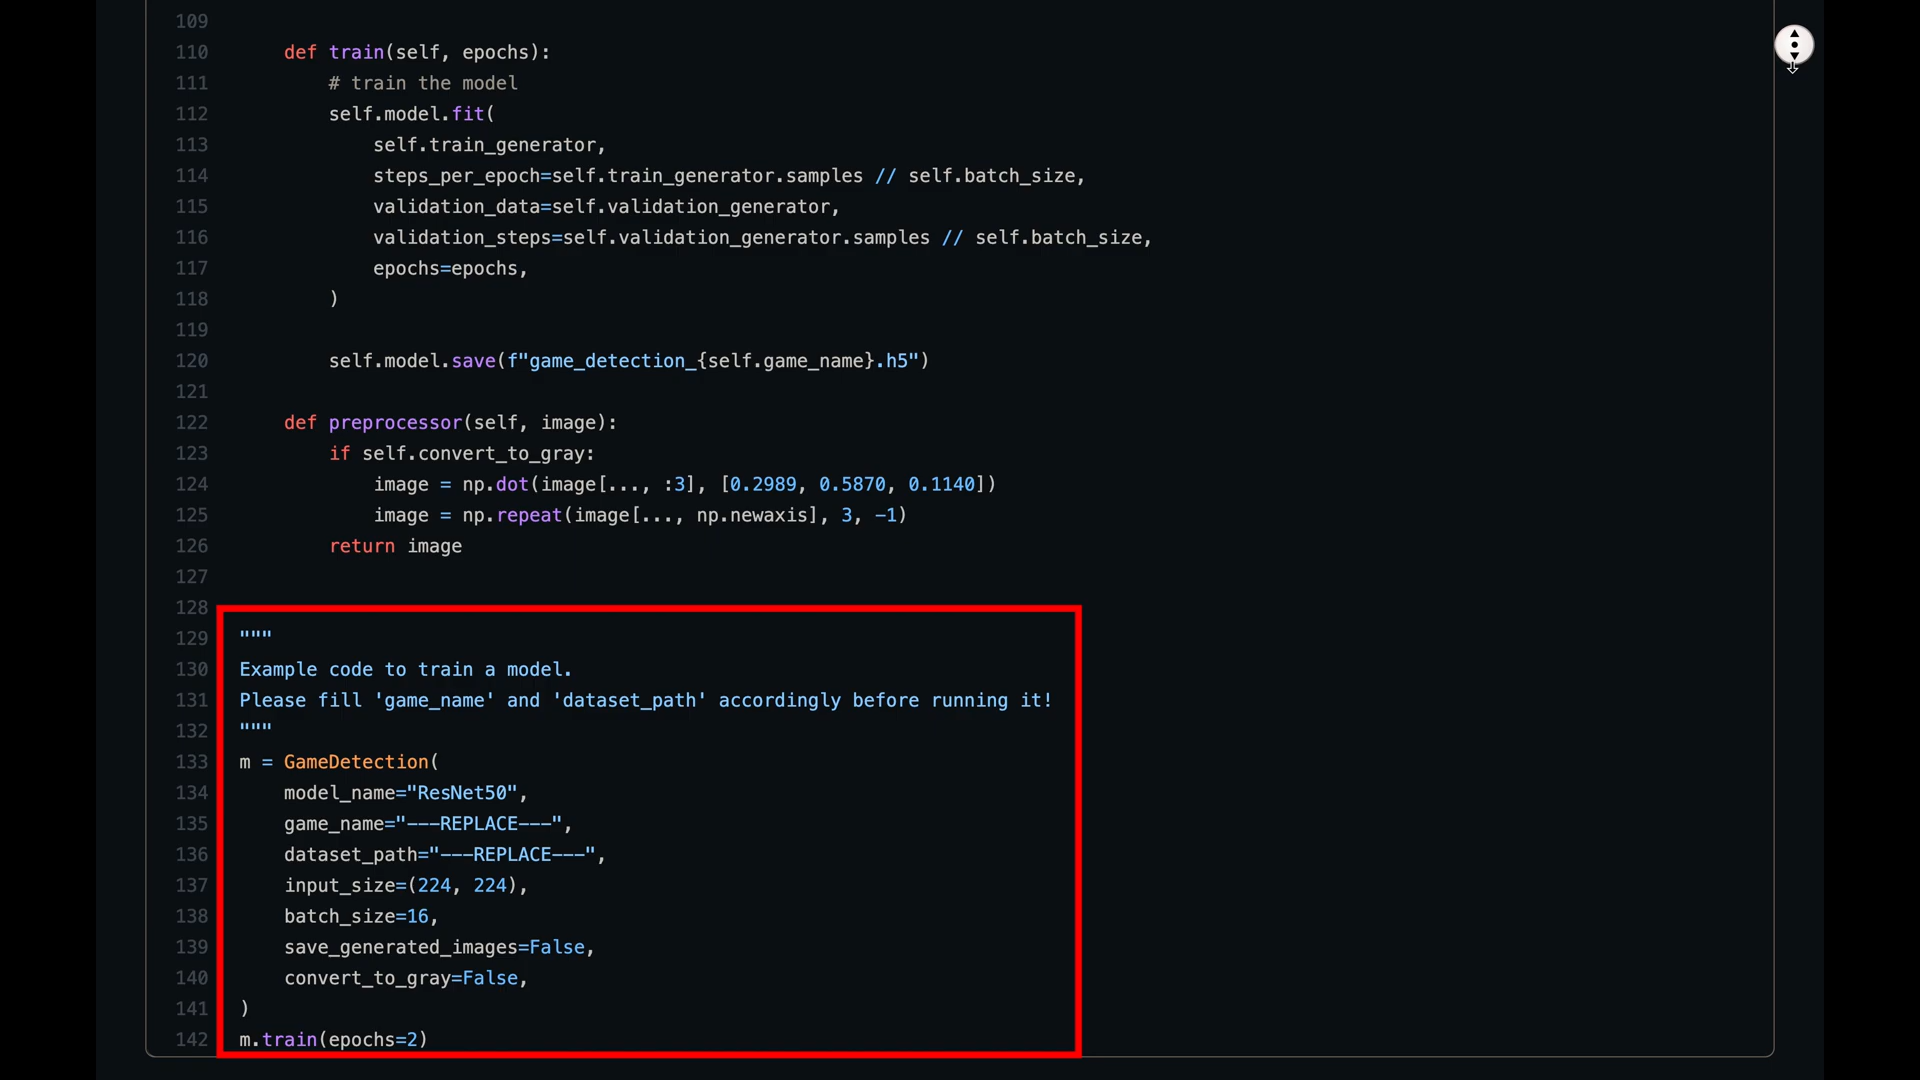 109
110 def train(self, epochs):
111 # train the model
112 self.model.fit(
113 self.train_generator,
114 steps_per_epoch=self.train_generator.samples // self.batch_size,
115 validation_data=self.validation_generator,
116 validation_steps=self.validation_generator.samples // self.batch_size,
117 epochs=epochs,
118 )
119
120 self.model.save(f"game_detection_{self.game_name}.h5")
121
122 def preprocessor(self, image):
123 if self.convert_to_gray:
124 image = np.dot(image[..., :3], [0.2989, 0.5870, 0.1140])
125 image = np.repeat(image[..., np.newaxis], 3, -1)
126 return image
127
128
129 """
130 Example code to train a model.
131 Please fill 'game_name' and 'dataset_path' accordingly before running it!
132 """
133 m = GameDetection(
134 model_name="ResNet50",
135 game_name="---REPLACE---",
136 dataset_path="---REPLACE---",
137 input_size=(224, 224),
138 batch_size=16,
139 save_generated_images=False,
140 convert_to_gray=False,
141 )
142 m.train(epochs=2)